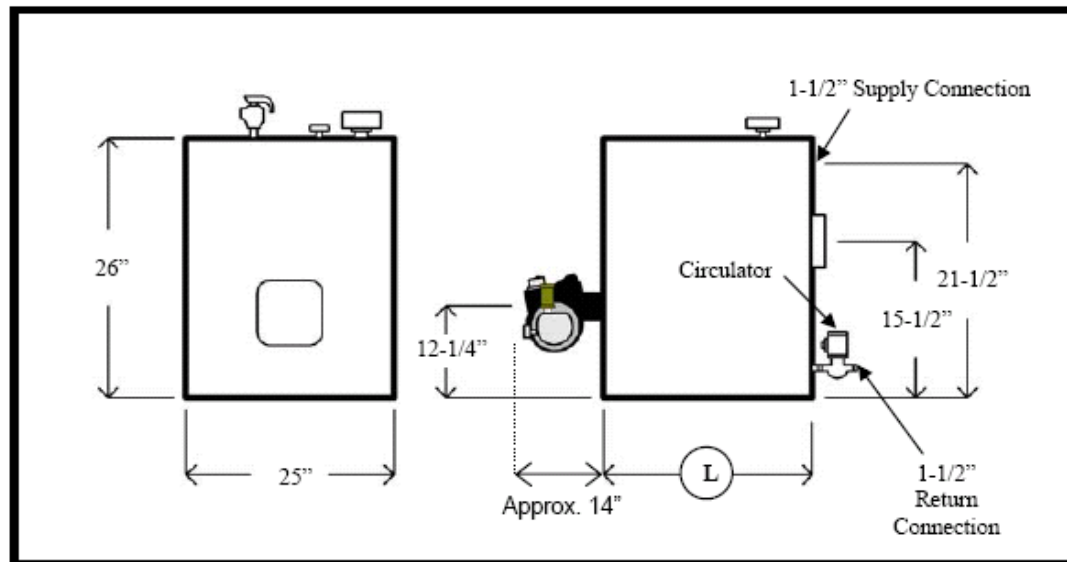 1-1/2” Supply Connection
26”
12-1/4”
Circulator
21-1/2”
15-1/2”
25”
Approx. 14"
L
1-1/2”
Return
Connection